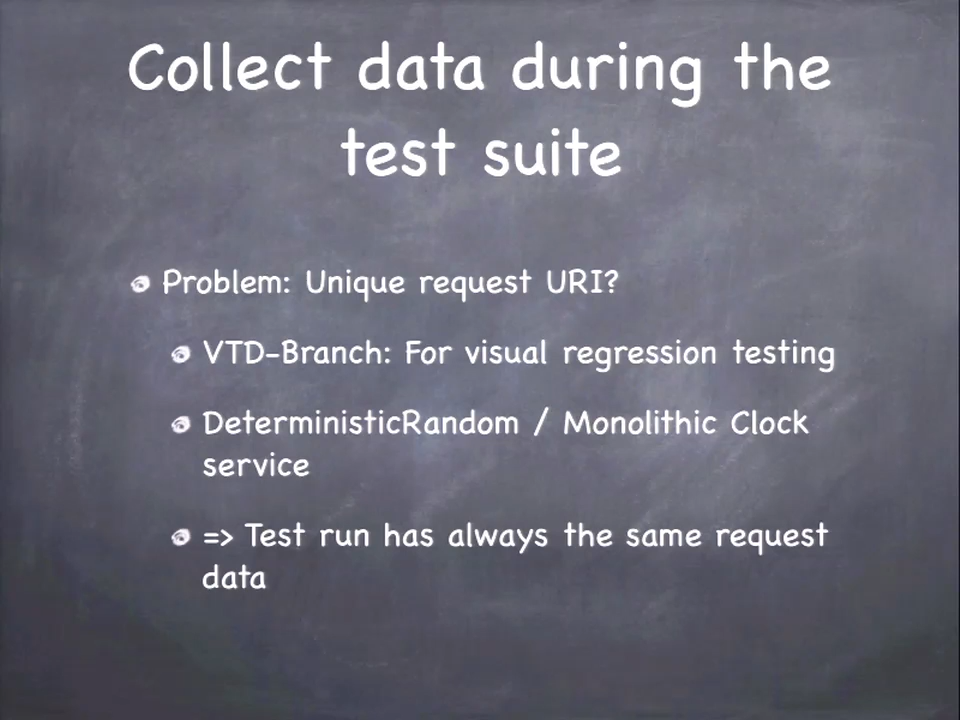 Collect data during the
test suite
Problem: Unique request URI?
VTD-Branch: For visual regression testing
DeterministicRandom / Monolithic Clock
service
=> Test run has always the same request
data